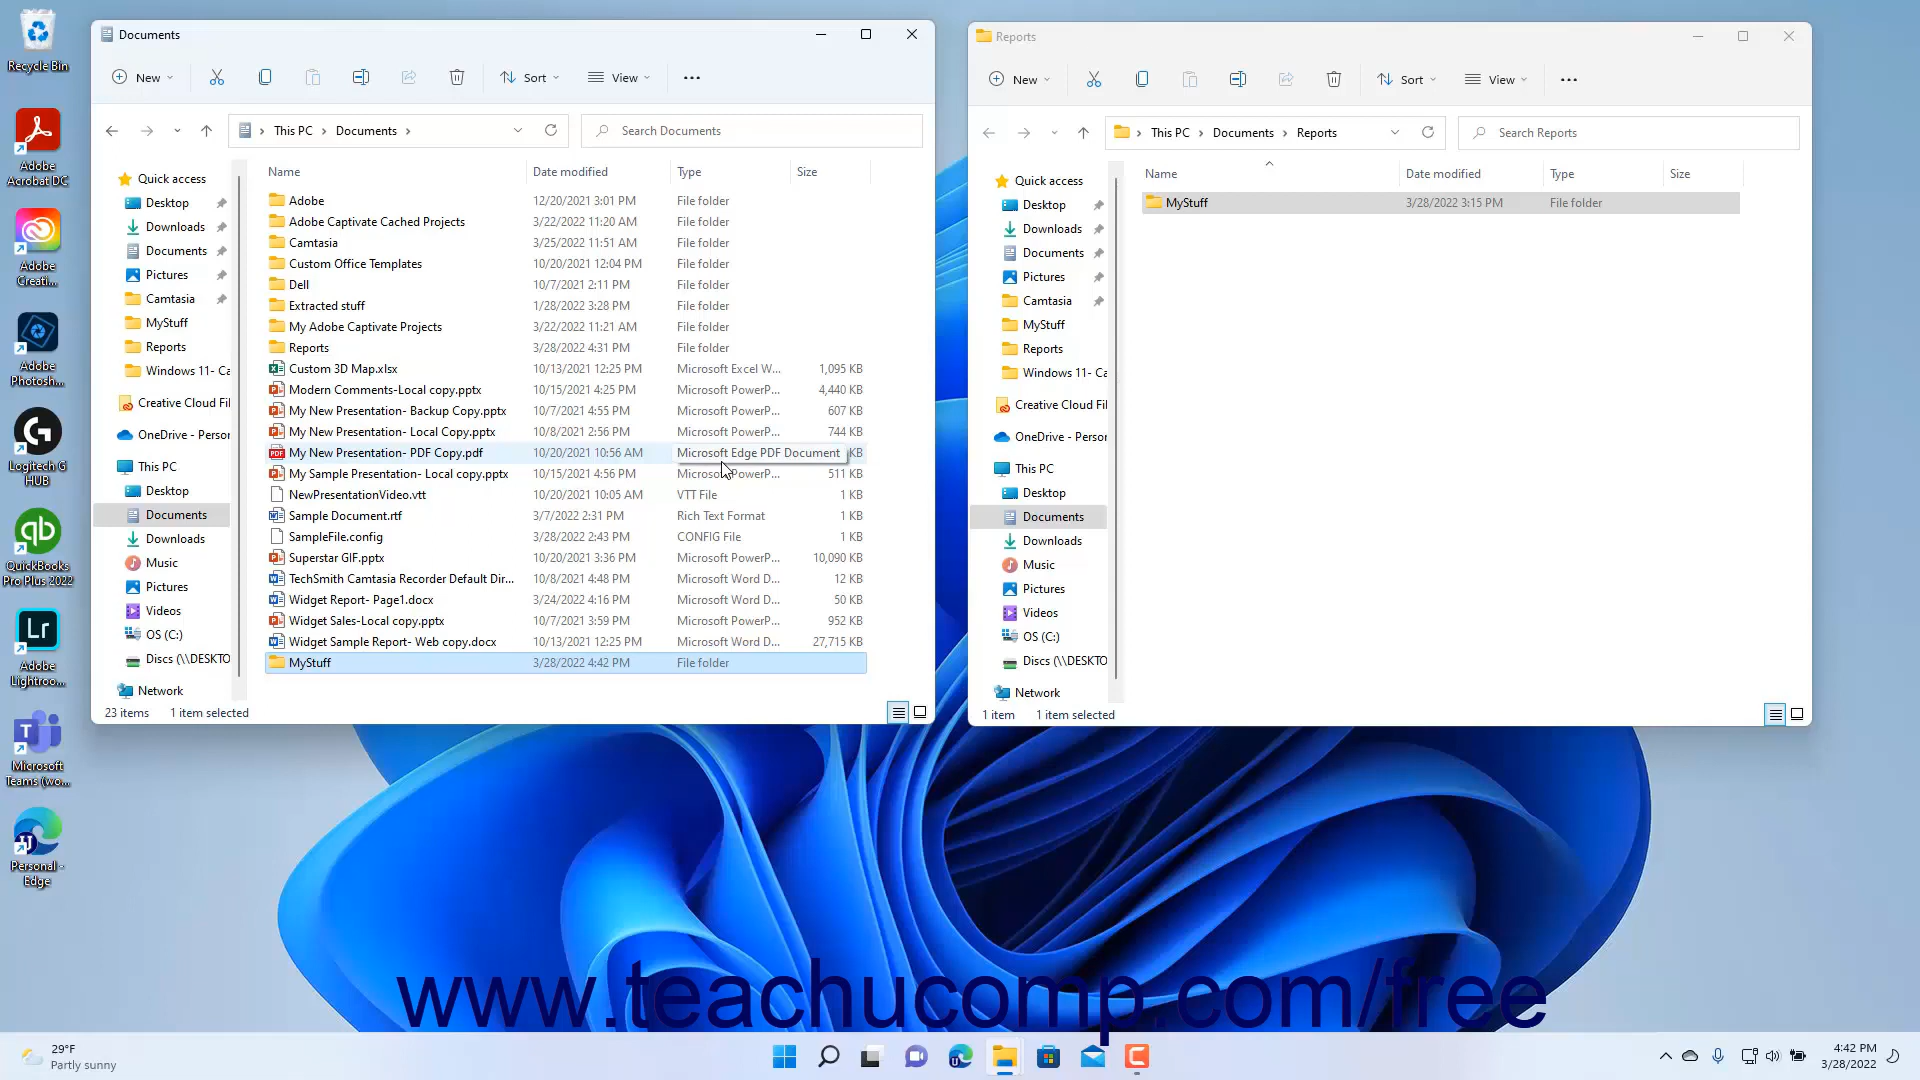 Recycle Bin
Adobe
Acrobat DC
Adobe
Creati...
Adobe
Photosh...
Logitech G
HUB
QuickBooks
Pro Plus 2022
Lr
Adobe
Lightroo...
Microsoft
Teams (wo...
Personal -
Edge
Documents
New
Sort
View
This PC
Documents
Search Documents
Quick access
Desktop
Downloads
Documents
Pictures
Camtasia
MyStuff
Reports
Windows 11- Ca
Creative Cloud Fil
OneDrive - Person
This PC
Desktop
Documents
Downloads
Music
Pictures
Videos
OS (C:)
Discs (\\DESKTO
Network
Name Date modified Type Size
Adobe 12/20/2021 3:01 PM File folder
Adobe Captivate Cached Projects 3/22/2022 11:20 AM File folder
Camtasia 3/25/2022 11:51 AM File folder
Custom Office Templates 10/20/2021 12:04 PM File folder
Dell 10/7/2021 2:11 PM File folder
Extracted stuff 1/28/2022 3:28 PM File folder
My Adobe Captivate Projects 3/22/2022 11:21 AM File folder
Reports 3/28/2022 4:31 PM File folder
Custom 3D Map.xlsx 10/13/2021 12:25 PM Microsoft Excel W... 1,095 KB
Modern Comments-Local copy.pptx 10/15/2021 4:25 PM Microsoft PowerP... 4,440 KB
My New Presentation- Backup Copy.pptx 10/7/2021 4:55 PM Microsoft PowerP... 607 KB
My New Presentation- Local Copy.pptx 10/8/2021 2:56 PM Microsoft PowerP... 744 KB
PDF My New Presentation- PDF Copy.pdf 10/20/2021 10:56 AM Microsoft Edge PDF Document KB
My Sample Presentation- Local copy.pptx 10/15/2021 4:56 PM Microsoft PowerP... 511 KB
NewPresentationVideo.vtt 10/20/2021 10:05 AM VTT File 1 KB
Sample Document.rtf 3/7/2022 2:31 PM Rich Text Format 1 KB
SampleFile.config 3/28/2022 2:43 PM CONFIG File 1 KB
Superstar GIF.pptx 10/20/2021 3:36 PM Microsoft PowerP... 10,090 KB
TechSmith Camtasia Recorder Default Dir... 10/8/2021 4:48 PM Microsoft Word D... 12 KB
Widget Report- Page1.docx 3/24/2022 4:16 PM Microsoft Word D... 50 KB
Widget Sales-Local copy.pptx 10/7/2021 3:59 PM Microsoft PowerP... 952 KB
Widget Sample Report- Web copy.docx 10/13/2021 12:25 PM Microsoft Word D... 27,715 KB
MyStuff 3/28/2022 4:42 PM File folder
23 items 1 item selected
Reports
New
Sort
View
This PC
Documents
Reports
Search Reports
Quick access
Desktop
Downloads
Documents
Pictures
Camtasia
MyStuff
Reports
Windows 11- Ca
Creative Cloud Fil
OneDrive - Person
This PC
Desktop
Documents
Downloads
Music
Pictures
Videos
OS (C:)
Discs (\\DESKTO
Network
Name Date modified Type Size
MyStuff 3/28/2022 3:15 PM File folder
1 item 1 item selected
www.teachucomp.com/free
29°F
Partly sunny
4:42 PM
3/28/2022